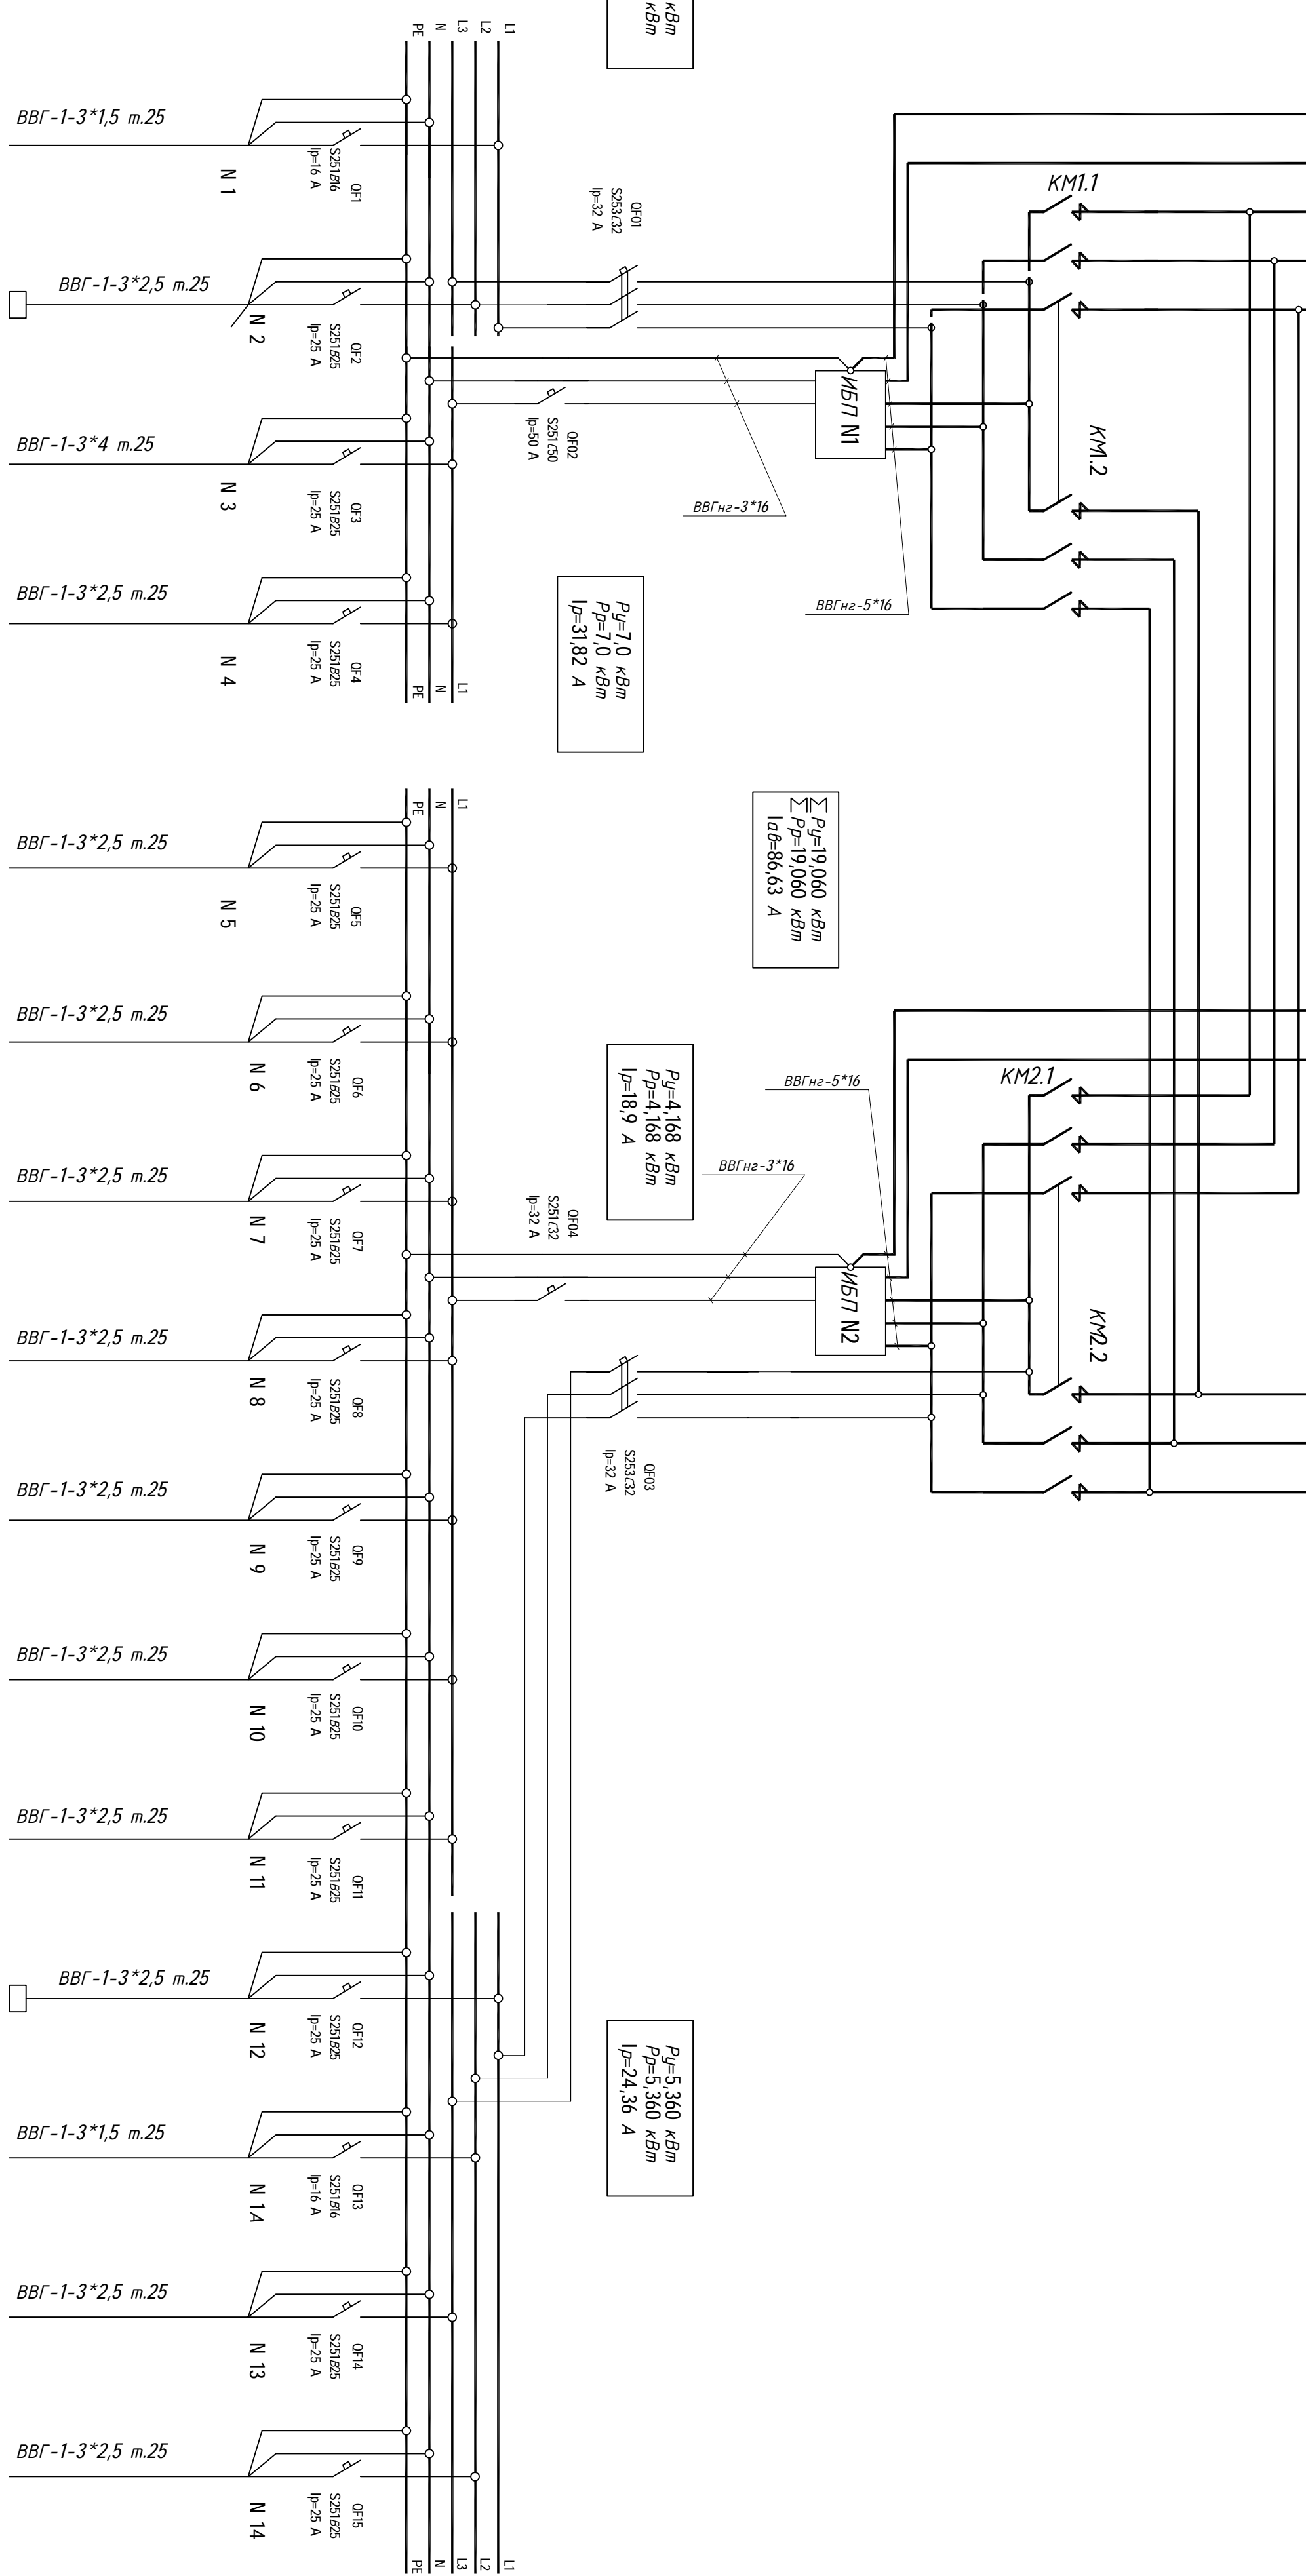 кВт
кВт
L1
L2
L3
N
PE
ВВГ-1-3*1,5 т.25
QF1
S251B16
Iр=16 А
N 1
ВВГ-1-3*2,5 т.25
QF2
S251B25
Iр=25 А
N 2
ВВГ-1-3*4 т.25
QF3
S251B25
Iр=25 А
N 3
ВВГ-1-3*2,5 т.25
QF4
S251B25
Iр=25 А
N 4
L1
N
PE
QF01
S253C32
Iр=32 А
QF02
S251C50
Iр=50 А
ИБП N1
ВВГнг-3*16
ВВГнг-5*16
КМ1.1
КМ1.2
Ру=7,0 кВт
Рр=7,0 кВт
Iр=31,82 А
∑ Ру=19,060 кВт
∑ Рр=19,060 кВт
Iав=86,63 А
L1
N
PE
ВВГ-1-3*2,5 т.25
QF5
S251B25
Iр=25 А
N 5
ВВГ-1-3*2,5 т.25
QF6
S251B25
Iр=25 А
N 6
ВВГ-1-3*2,5 т.25
QF7
S251B25
Iр=25 А
N 7
ВВГ-1-3*2,5 т.25
QF8
S251B25
Iр=25 А
N 8
ВВГ-1-3*2,5 т.25
QF9
S251B25
Iр=25 А
N 9
ВВГ-1-3*2,5 т.25
QF10
S251B25
Iр=25 А
N 10
ВВГ-1-3*2,5 т.25
QF11
S251B25
Iр=25 А
N 11
Ру=4,168 кВт
Рр=4,168 кВт
Iр=18,9 А
ВВГнг-5*16
ВВГнг-3*16
КМ2.1
КМ2.2
QF04
S251C32
Iр=32 А
ИБП N2
QF03
S253C32
Iр=32 А
ВВГ-1-3*2,5 т.25
QF12
S251B25
Iр=25 А
N 12
ВВГ-1-3*1,5 т.25
QF13
S251B16
Iр=16 А
N 1А
ВВГ-1-3*2,5 т.25
QF14
S251B25
Iр=25 А
N 13
ВВГ-1-3*2,5 т.25
QF15
S251B25
Iр=25 А
N 14
Ру=5,360 кВт
Рр=5,360 кВт
Iр=24,36 А
L1
L2
L3
N
PE